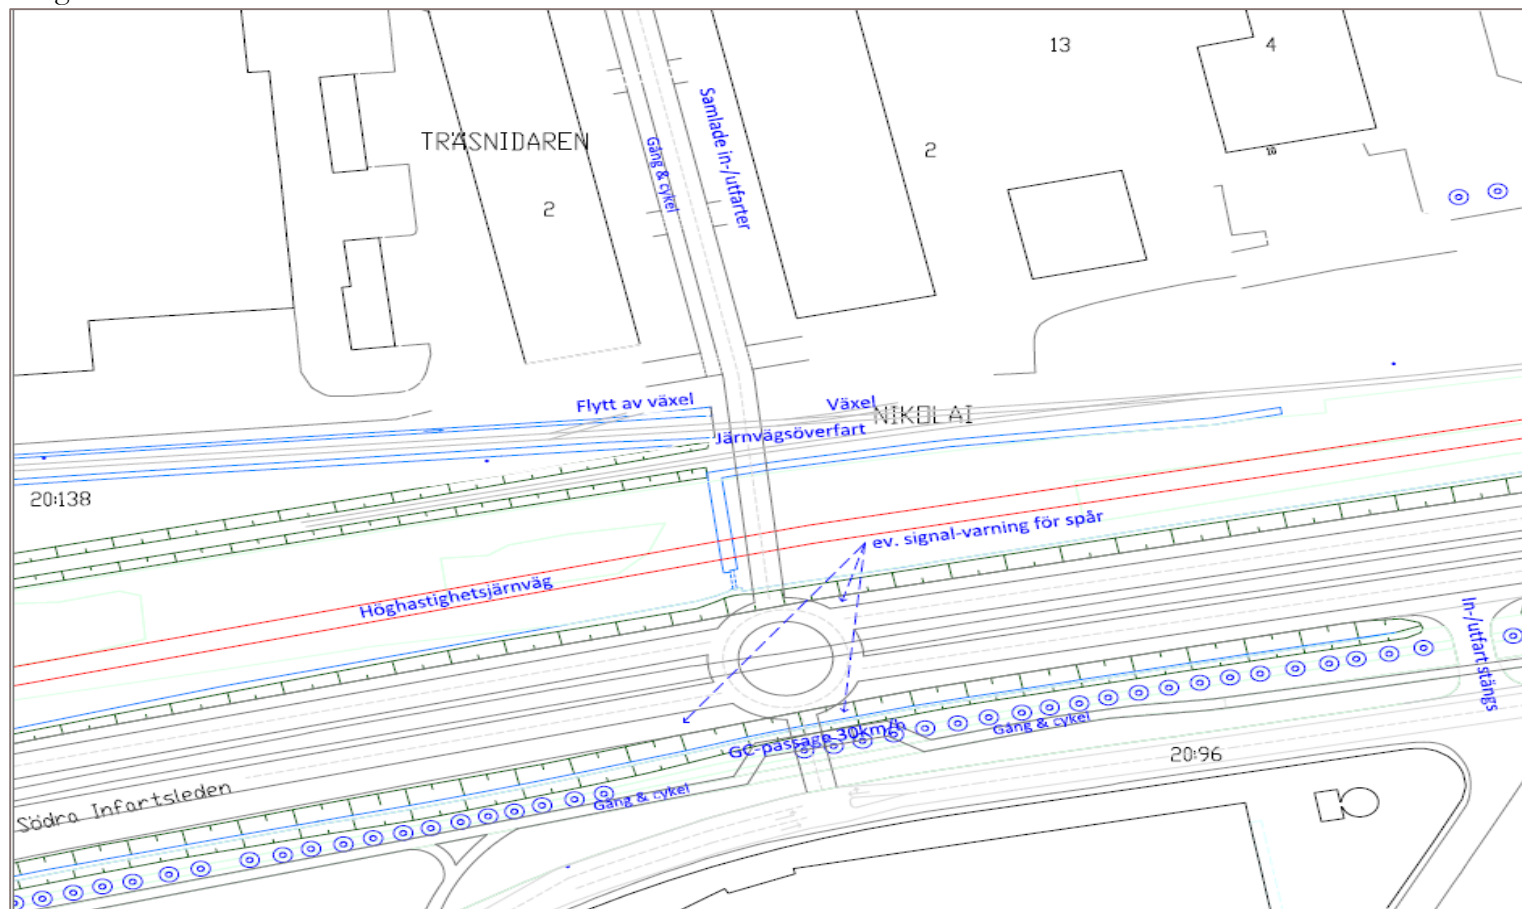 13
4
Samlade in-/utfarter
TRÄSNIDAREN
Gång & cykel
2
10
2
Flytt av växel
Växel
NIKOLAI
Järnvägsöverfart
20:138
ev. signal-varning för spår
Höghastighetsjärnväg
In-/utfart stängs
GC-passage 30km/h
Gång & cykel
20:96
Södra Infartsleden
Gång & cykel